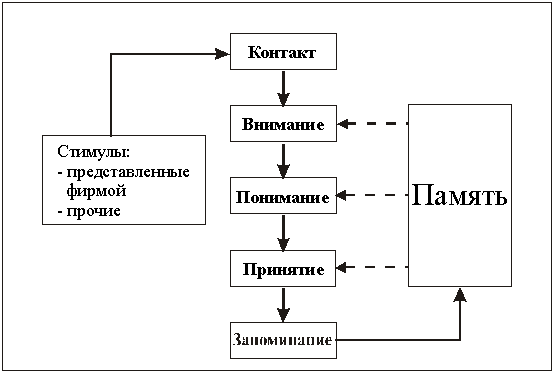 Контакт
Внимание
Стимулы:
- представленные
фирмой
- прочие
Понимание
Память
Принятие
Запоминание